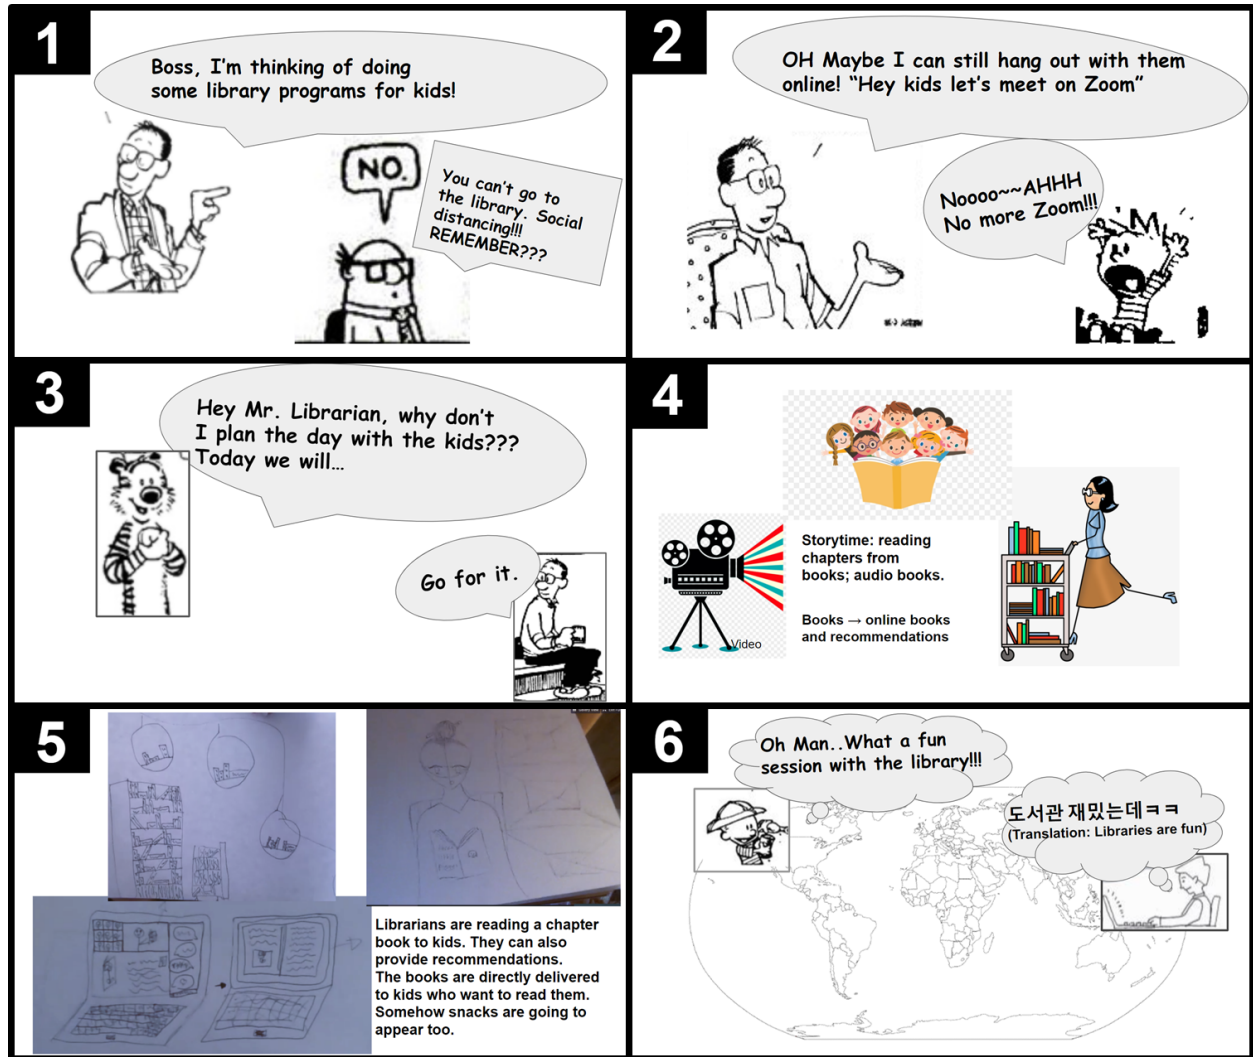 1
Boss, I'm thinking of doing
some library programs for kids!
NO.
You can't go to
the library. Social
distancing!!!
REMEMBER???
2
OH Maybe I can still hang out with them
online! “Hey kids let's meet on Zoom”
Noooo~~AHHH
No more Zoom!!!
3
Hey Mr. Librarian, why don't
I plan the day with the kids???
Today we will…
Go for it.
4
Storytime: reading
chapters from
books; audio books.
Books → online books
and recommendations
Video
5
Librarians are reading a chapter
book to kids. They can also
provide recommendations.
The books are directly delivered
to kids who want to read them.
Somehow snacks are going to
appear too.
6
Oh Man..What a fun
session with the library!!!
도서관 재밌는데ㅋㅋ
(Translation: Libraries are fun)